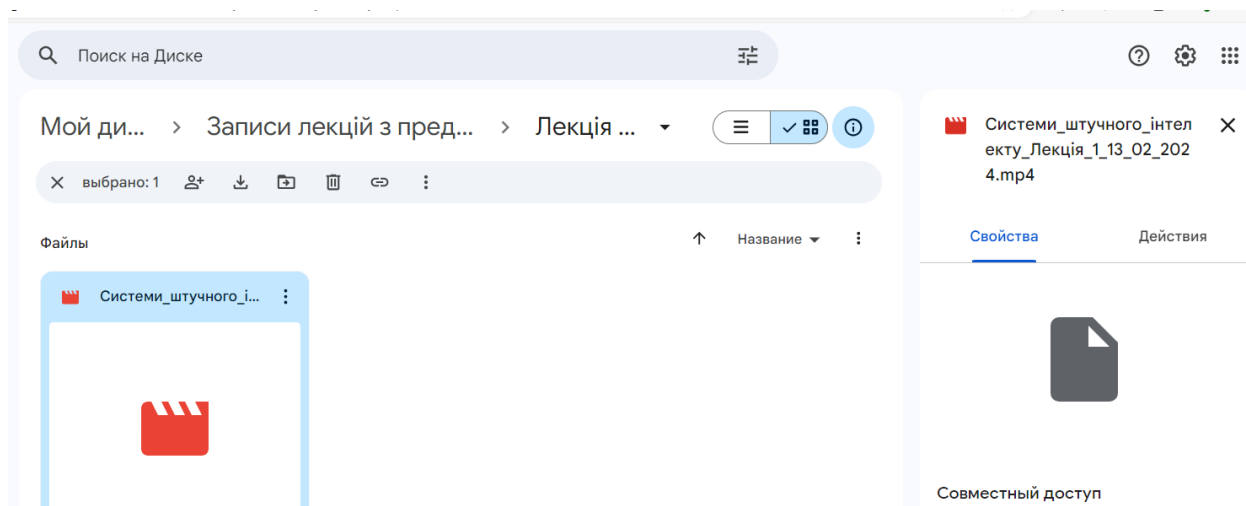 Поиск на Диске
Мой ди... > Записи лекцій з пред... > Лекція ...
выбрано: 1
Файлы
Название
Системи_штучного_і...
Системи_штучного_інтел
екту_Лекція_1_13_02_202
4.mp4
Свойства Действия
Совместный доступ